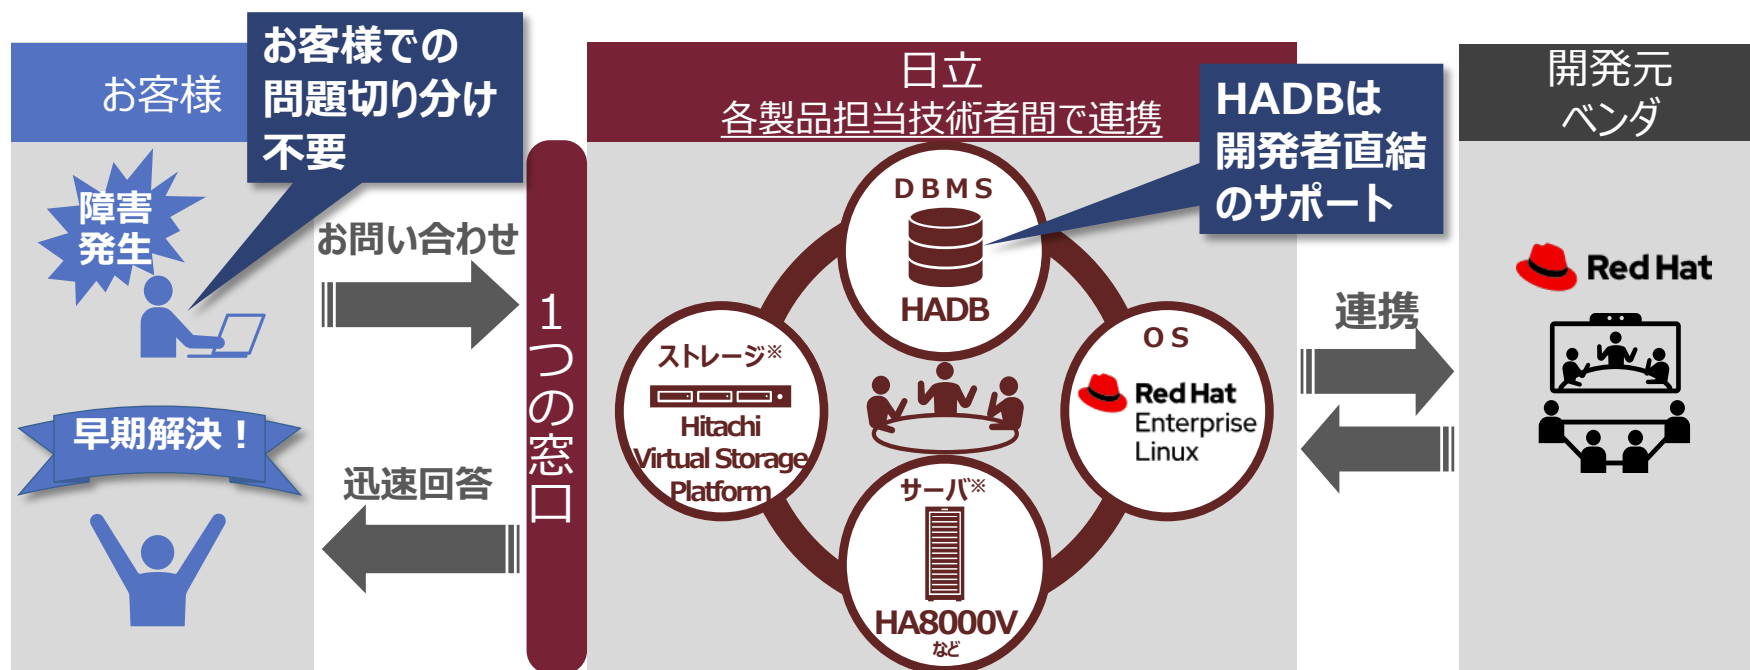 お客様
お客様での
問題切り分け
不要
障害
発生
お問い合わせ
早期解決！
迅速回答
1つの窓口
日立
各製品担当技術者間で連携
HADBは
開発者直結
のサポート
DBMS
HADB
ストレージ※
Hitachi
Virtual Storage
Platform
OS
Red Hat
Enterprise
Linux
サーバ※
HA8000V
など
連携
開発元
ベンダ
Red Hat